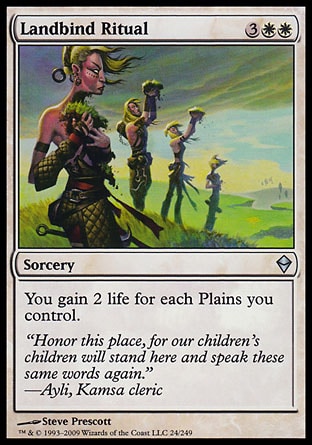 Landbind Ritual 3
Sorcery
You gain 2 life for each Plains you
control.
“Honor this place, for our children’s
children will stand here and speak these
same words again.”
—Ayli, Kamsa cleric
Steve Prescott
™ & © 1993–2009 Wizards of the Coast LLC 24/249